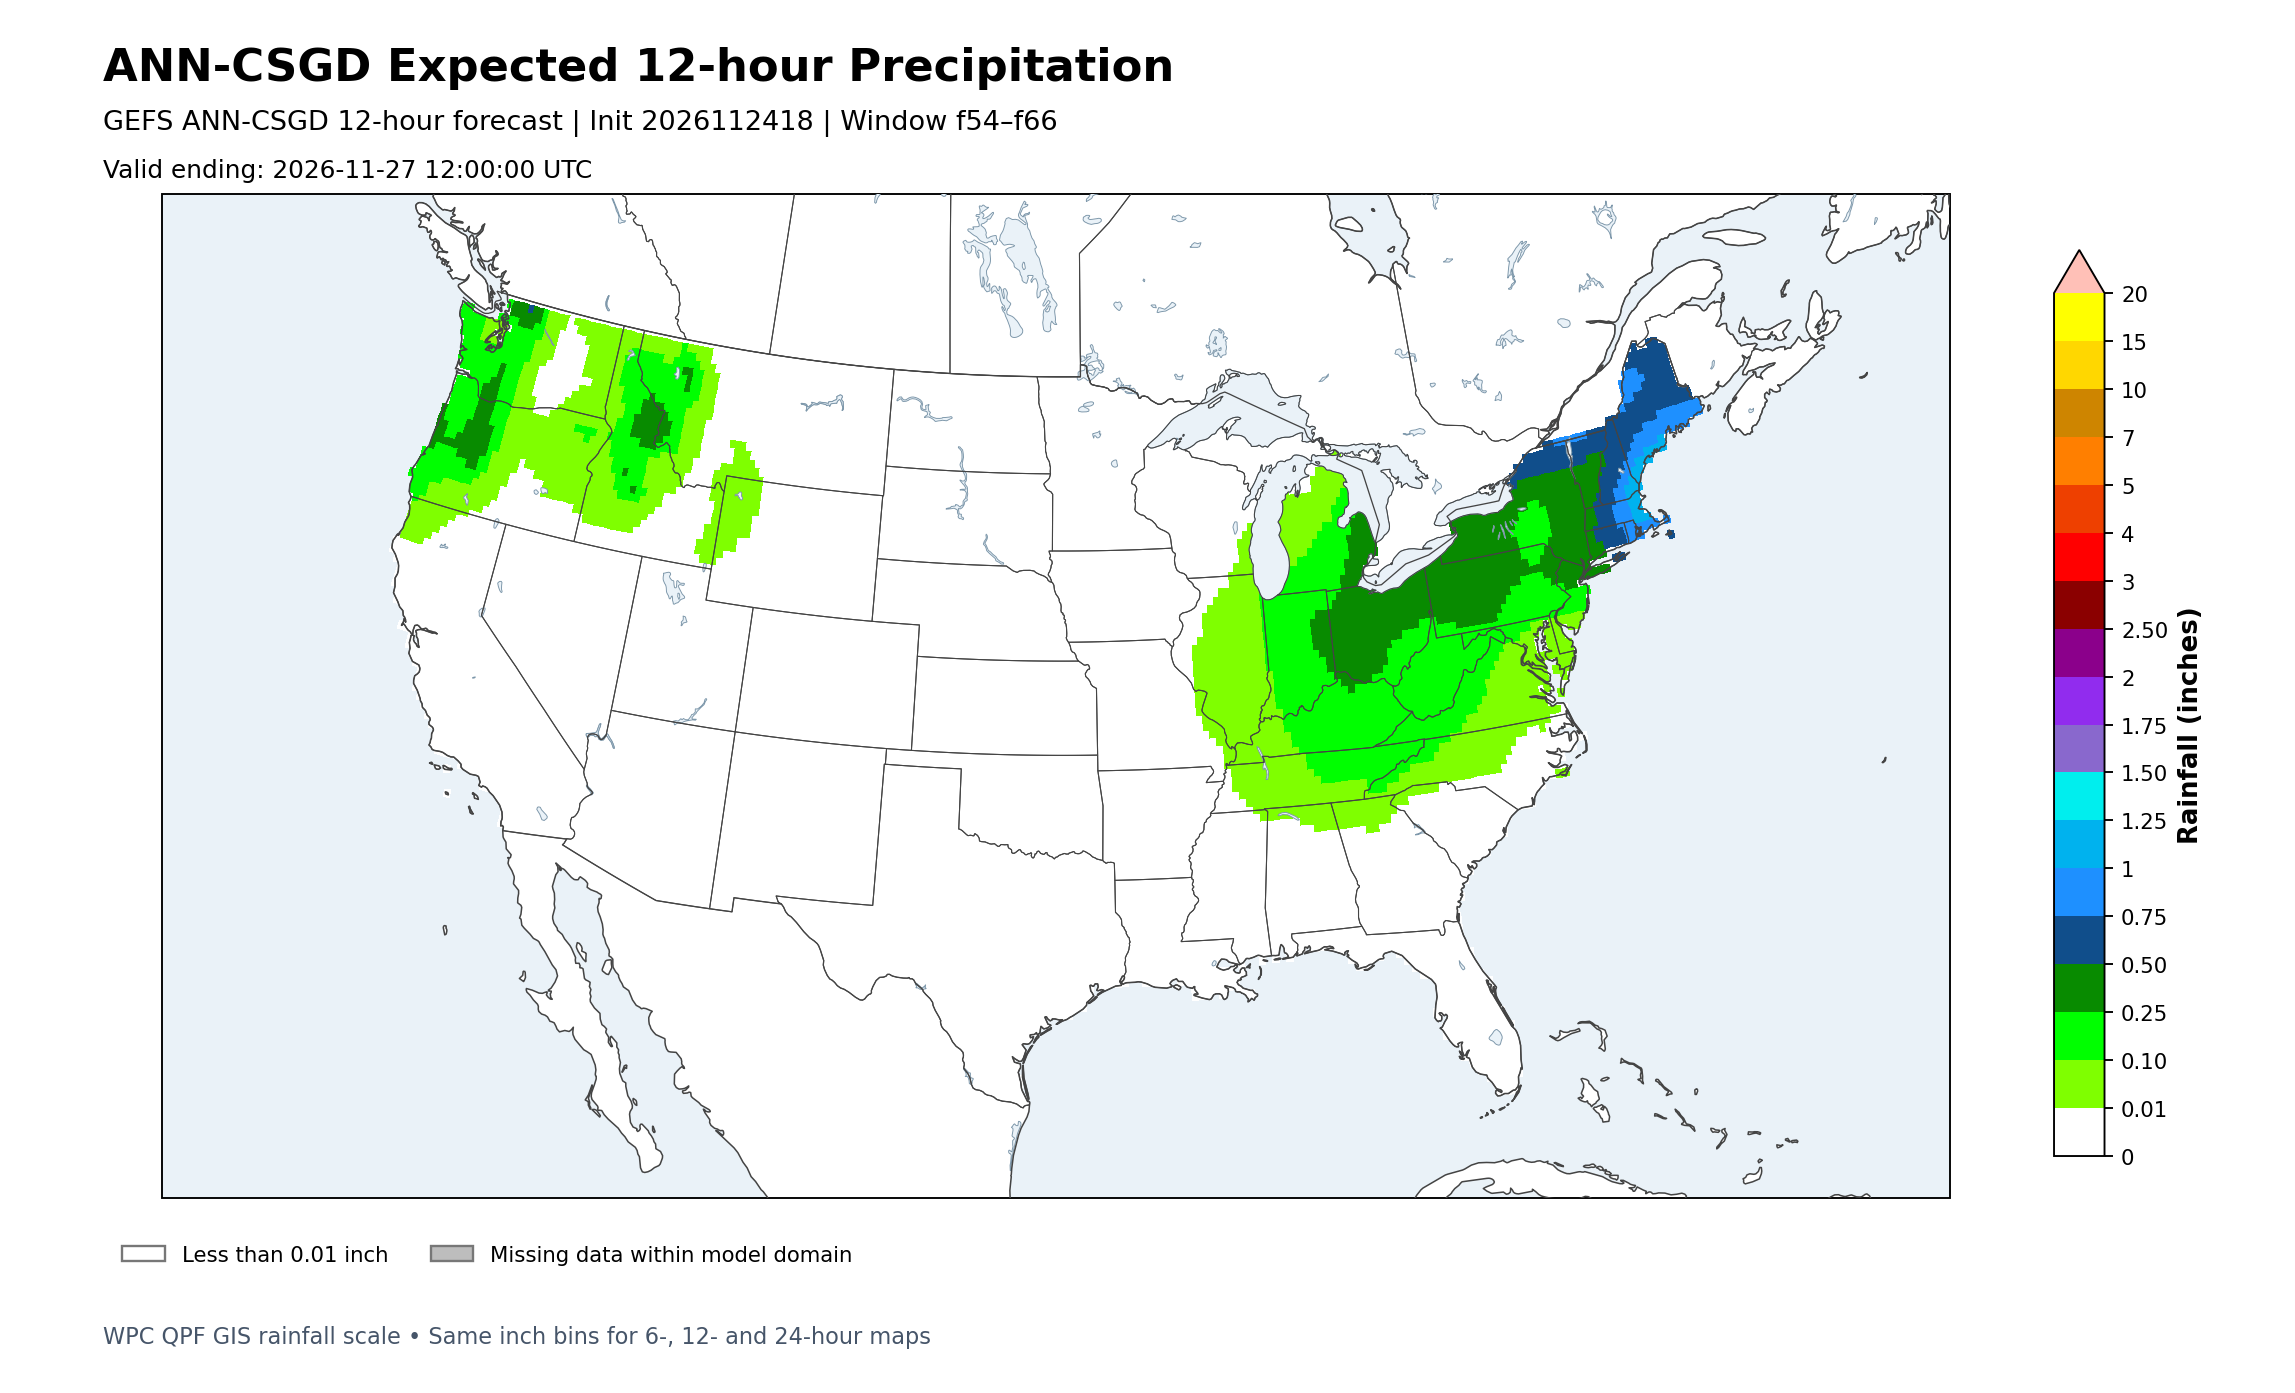 ANN-CSGD Expected 12-hour Precipitation
GEFS ANN-CSGD 12-hour forecast | Init 2026112418 | Window f54–f66
Valid ending: 2026-11-27 12:00:00 UTC
20
15
10
7
5
4
3
2.50
2
1.75
1.50
1.25
1
0.75
0.50
0.25
0.10
0.01
0
Rainfall (inches)
Less than 0.01 inch
Missing data within model domain
WPC QPF GIS rainfall scale • Same inch bins for 6-, 12- and 24-hour maps